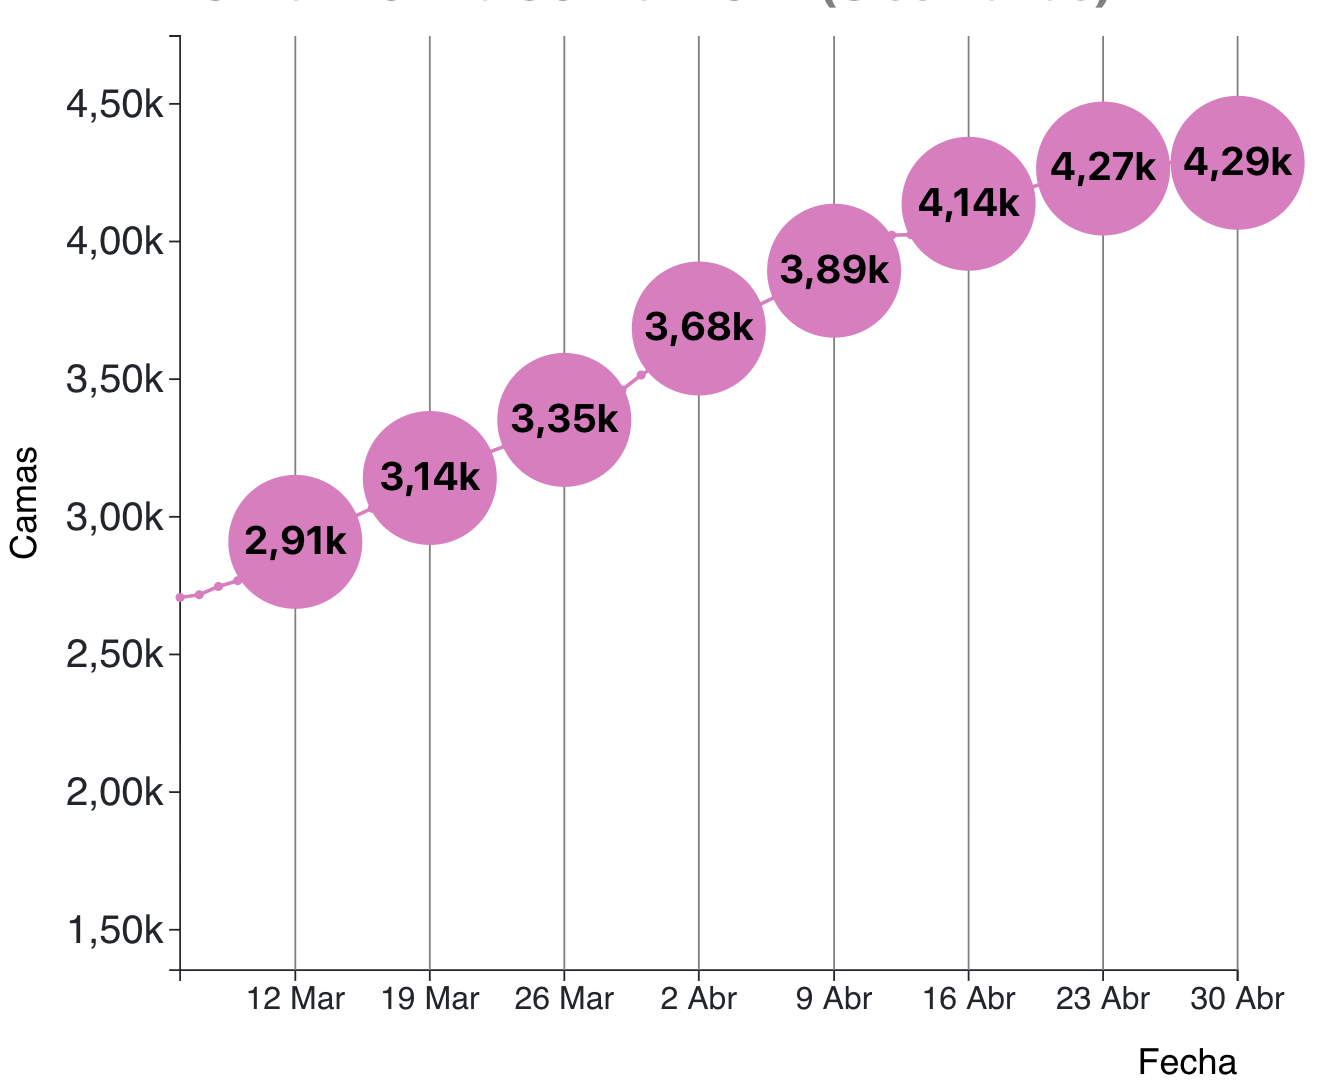 4,50k
4,00k
3,50k
3,00k
2,50k
2,00k
1,50k
Camas
2,91k
3,14k
3,35k
3,68k
3,89k
4,14k
4,27k
4,29k
12 Mar
19 Mar
26 Mar
2 Abr
9 Abr
16 Abr
23 Abr
30 Abr
Fecha